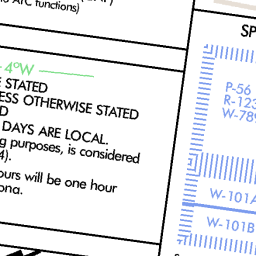 ATC functions)
4°W
STATED
ESS OTHERWISE STATED
D
DAYS ARE LOCAL.
purposes, is considered
4).
ours will be one hour
ona.
SP
P-56
R-123
W-789
W-101A
W-101B